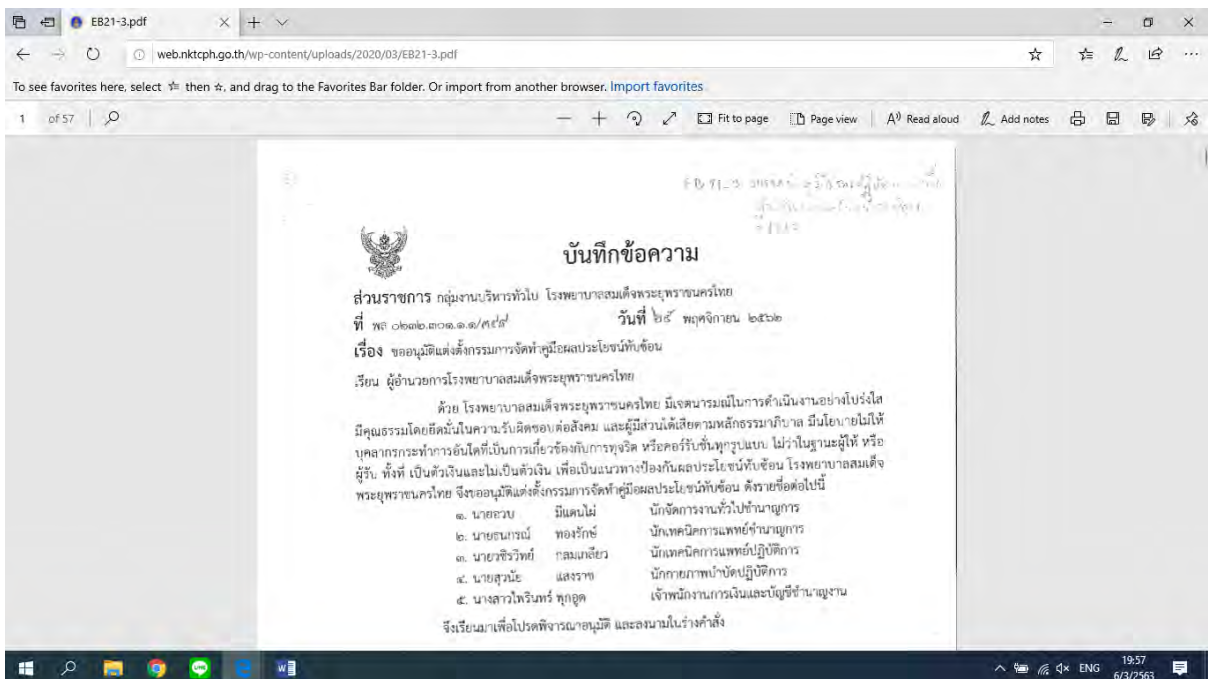 EB21-3.pdf
web.nktcph.go.th/wp-content/uploads/2020/03/EB21-3.pdf
To see favorites here, select then , and drag to the Favorites Bar folder. Or import from another browser. Import favorites
1 of 57 Fit to page Page view Read aloud Add notes
บันทึกข้อความ
ส่วนราชการ กลุ่มงานบริหารทั่วไป โรงพยาบาลสมเด็จพระยุพราชนครไทย
ที่ พล ๐๒๓๒.๓๐๑.๑.๑/ วันที่ ๒๕ พฤศจิกายน ๒๕๖๒
เรื่อง ขออนุมัติแต่งตั้งกรรมการจัดทำคู่มือผลประโยชน์ทับซ้อน
เรียน ผู้อำนวยการโรงพยาบาลสมเด็จพระยุพราชนครไทย
ด้วย โรงพยาบาลสมเด็จพระยุพราชนครไทย มีเจตนารมณ์ในการดำเนินงานอย่างโปร่งใส
มีคุณธรรมโดยยึดมั่นในความรับผิดชอบต่อสังคม และผู้มีส่วนได้เสียตามหลักธรรมาภิบาล มีนโยบายไม่ให้
บุคลากรกระทำการอันใดที่เป็นการเกี่ยวข้องกับการทุจริต หรือคอร์รัปชั่นทุกรูปแบบ ไม่ว่าในฐานะผู้ให้ หรือ
ผู้รับ ทั้งที่ เป็นตัวเงินและไม่เป็นตัวเงิน เพื่อเป็นแนวทางป้องกันผลประโยชน์ทับซ้อน โรงพยาบาลสมเด็จ
พระยุพราชนครไทย จึงขออนุมัติแต่งตั้งกรรมการจัดทำคู่มือผลประโยชน์ทับซ้อน ดังรายชื่อต่อไปนี้
๑. นายอวบ มีแดนไผ่ นักจัดการงานทั่วไปชำนาญการ
๒. นายธนกรณ์ ทองรักษ์ นักเทคนิคการแพทย์ชำนาญการ
๓. นายวชิรวิทย์ กลมเกลียว นักเทคนิคการแพทย์ปฏิบัติการ
๔. นายสุวนัย แสงราช นักกายภาพบำบัดปฏิบัติการ
๕. นางสาวไพรินทร์ ทุกอูด เจ้าพนักงานการเงินและบัญชีชำนาญงาน
จึงเรียนมาเพื่อโปรดพิจารณาอนุมัติ และลงนามในร่างคำสั่ง
ENG 19:57
6/3/2563